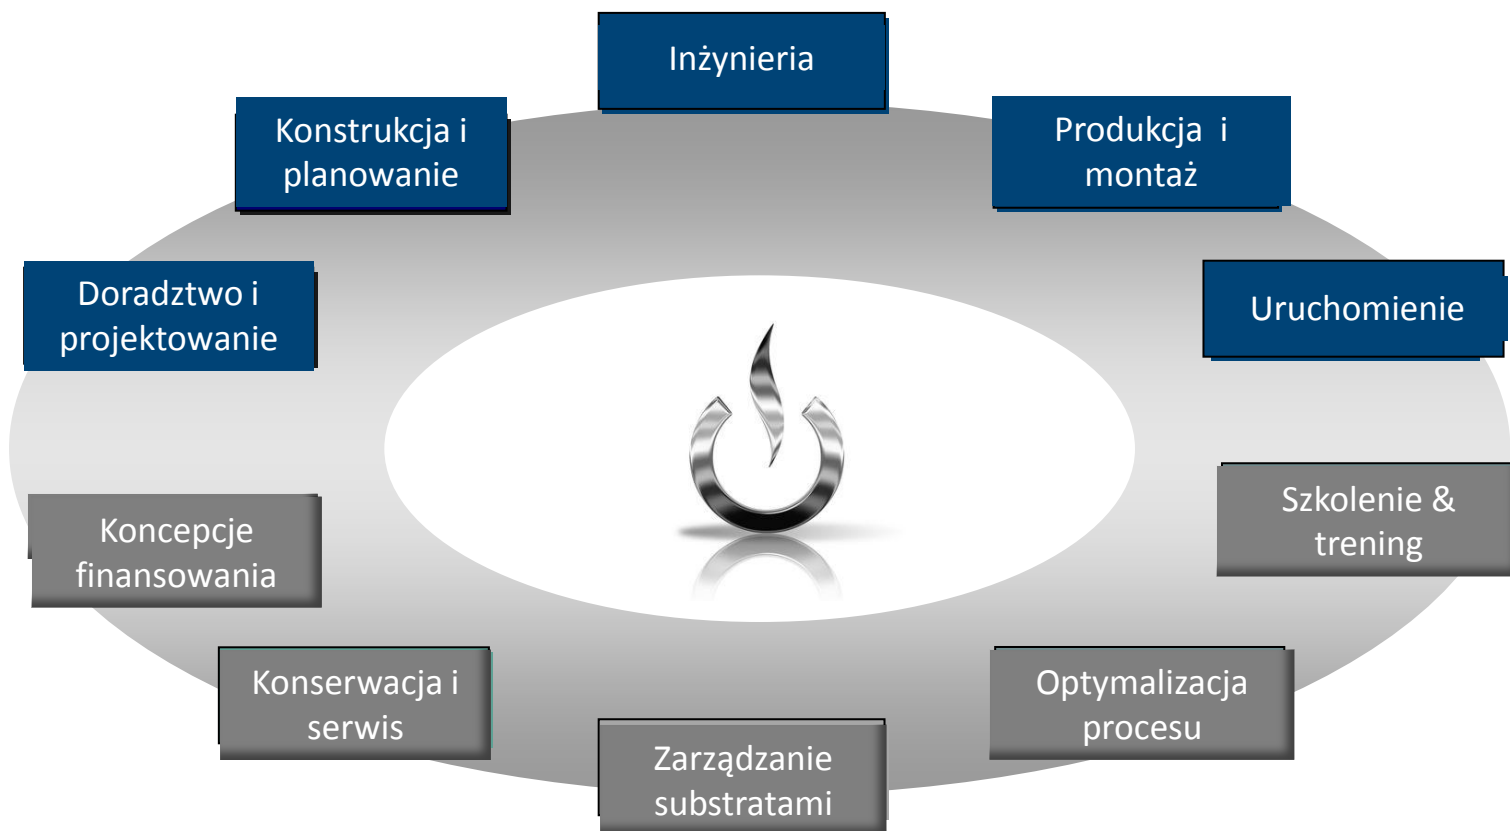 Inżynieria
Konstrukcja i
planowanie
Produkcja i
montaż
Doradztwo i
projektowanie
Uruchomienie
Koncepcje
finansowania
Szkolenie &
trening
Konserwacja i
serwis
Optymalizacja
procesu
Zarządzanie
substratami